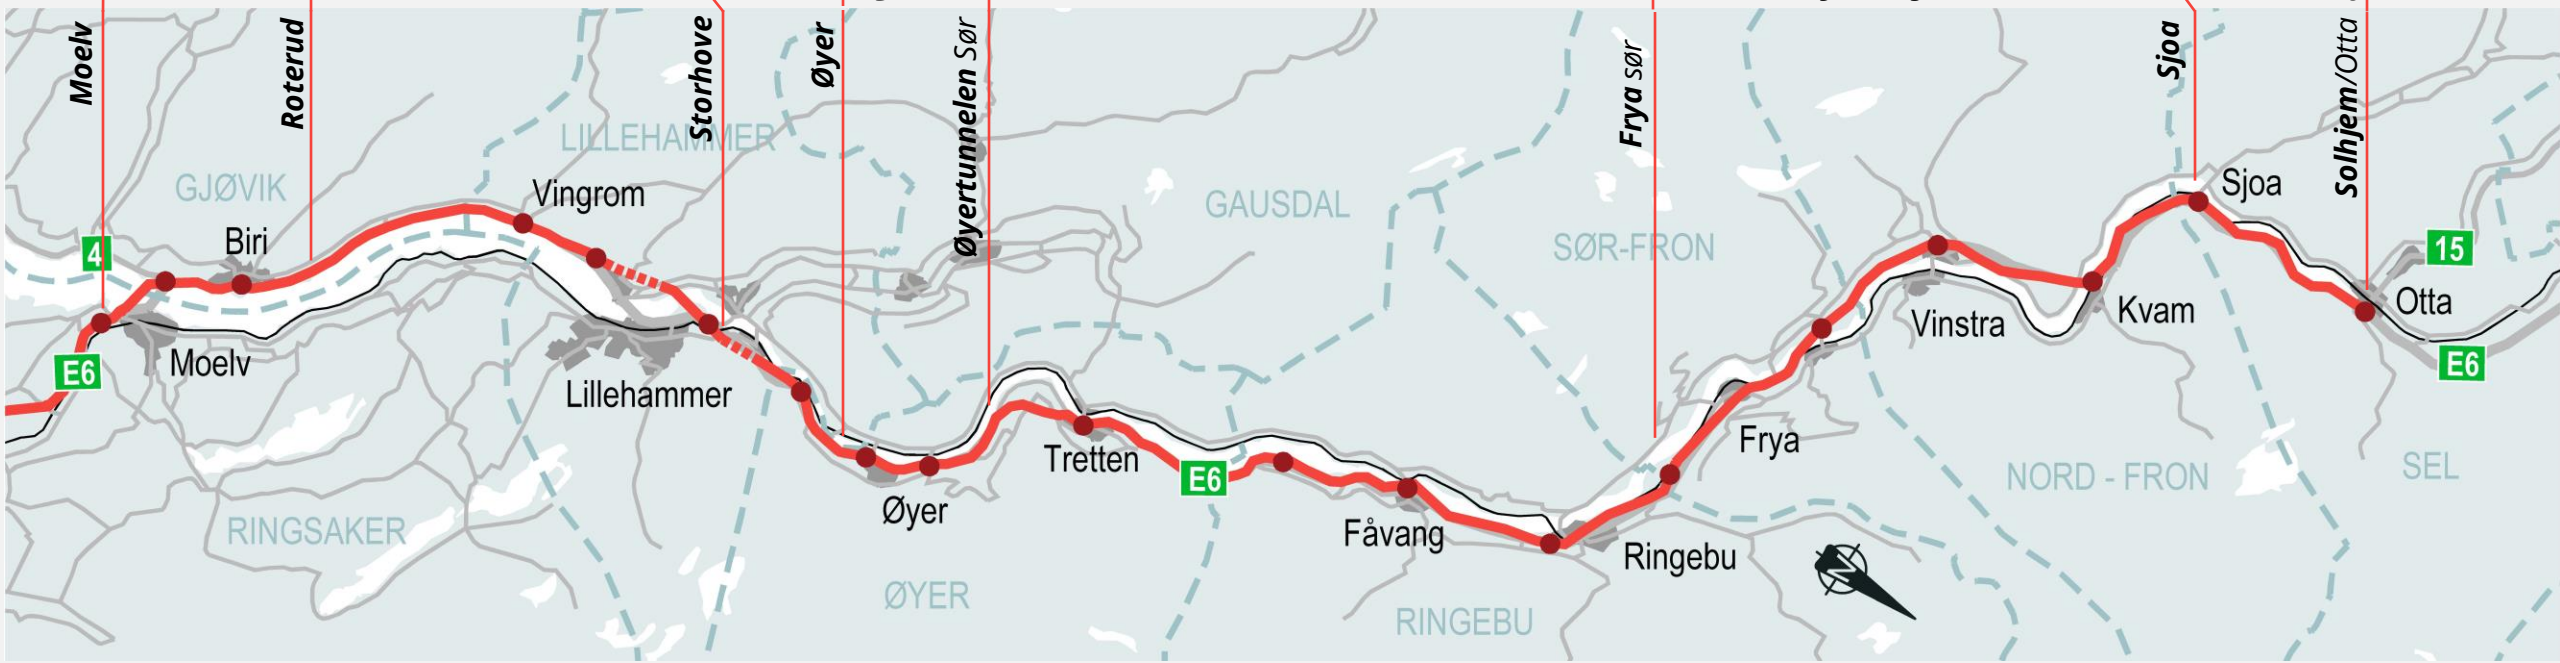 Moelv
Roterud
Storhove
Øyer
Øyertunnelen Sør
Frya sør
Sjoa
Solhjem/Otta
LILLEHAMMER
GJØVIK
Vingrom
Biri
4
GAUSDAL
SØR-FRON
Sjoa
15
Otta
E6
Moelv
E6
Lillehammer
Vinstra
Kvam
Tretten
E6
Frya
Øyer
Fåvang
Ringebu
NORD - FRON
SEL
RINGSAKER
ØYER
RINGEBU
N